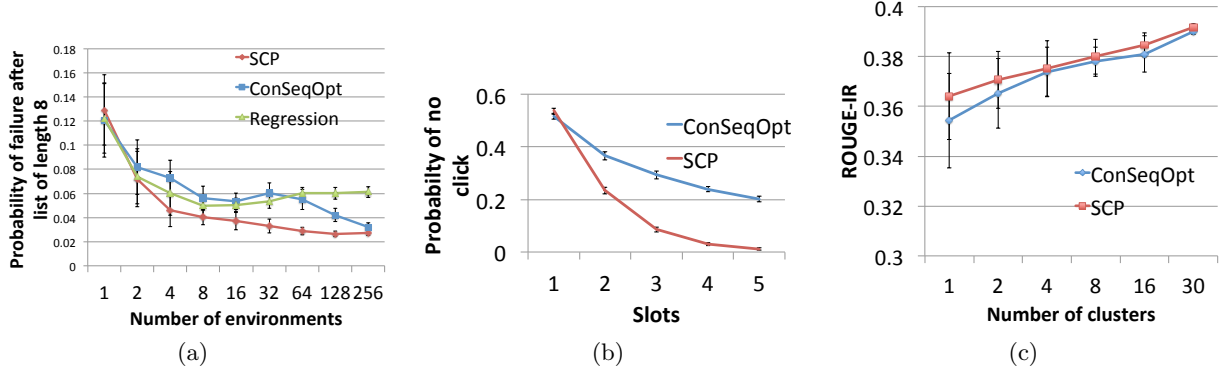 Probability of failure after
list of length 8
0.18
0.16
0.14
0.12
0.1
0.08
0.06
0.04
0.02
0
SCP
ConSeqOpt
Regression
1 2 4 8 16 32 64 128 256
Number of environments
(a)
Probability of no
click
0.6
0.4
0.2
0
ConSeqOpt
SCP
1 2 3 4 5
Slots
(b)
ROUGE-IR
0.4
0.38
0.36
0.34
0.32
0.3
ConSeqOpt
SCP
1 2 4 8 16 30
Number of clusters
(c)